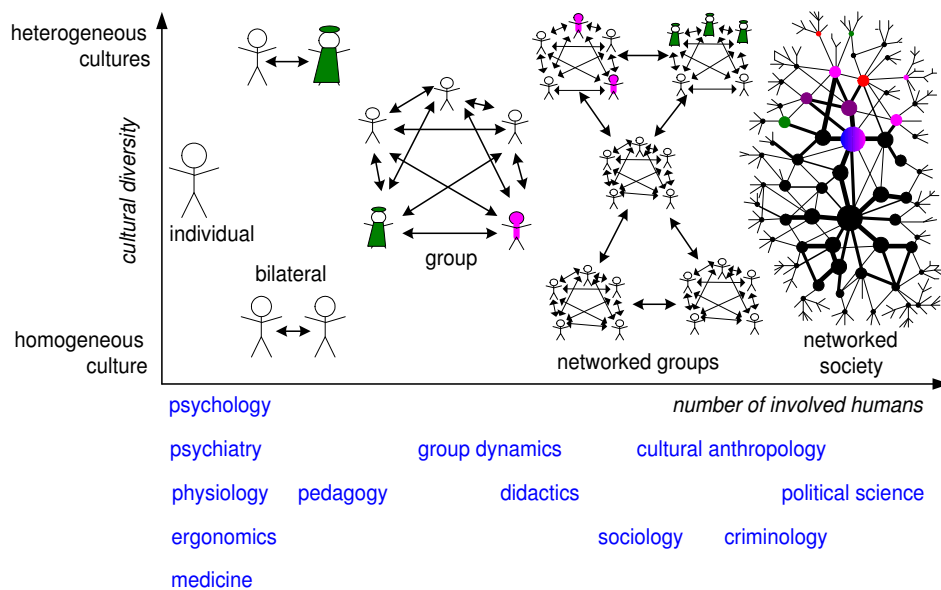 heterogeneous
cultures
cultural diversity
individual
bilateral
group
homogeneous
culture
networked groups
networked
society
number of involved humans
psychology
psychiatry
group dynamics
cultural anthropology
physiology
pedagogy
didactics
political science
ergonomics
sociology
criminology
medicine